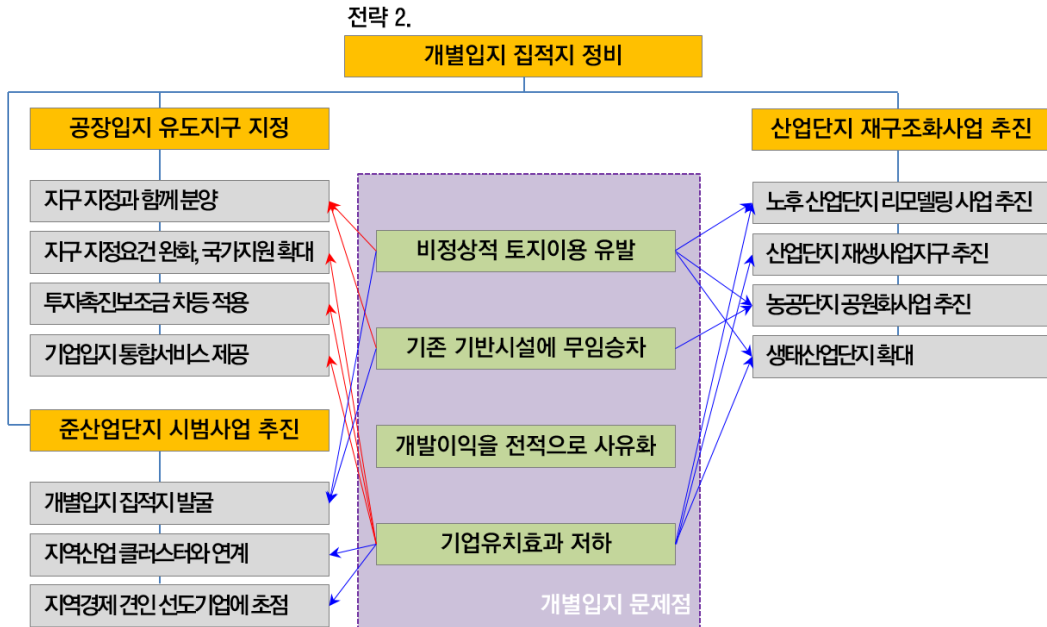 전략 2.
개별입지 집적지 정비
공장입지 유도지구 지정
지구 지정과 함께 분양
지구 지정요건 완화, 국가지원 확대
투자촉진보조금 차등 적용
기업입지 통합서비스 제공
준산업단지 시범사업 추진
개별입지 집적지 발굴
지역산업 클러스터와 연계
지역경제 견인 선도기업에 초점
비정상적 토지이용 유발
기존 기반시설에 무임승차
개발이익을 전적으로 사유화
기업유치효과 저하
개별입지 문제점
산업단지 재구조화사업 추진
노후 산업단지 리모델링 사업 추진
산업단지 재생사업지구 추진
농공단지 공원화사업 추진
생태산업단지 확대